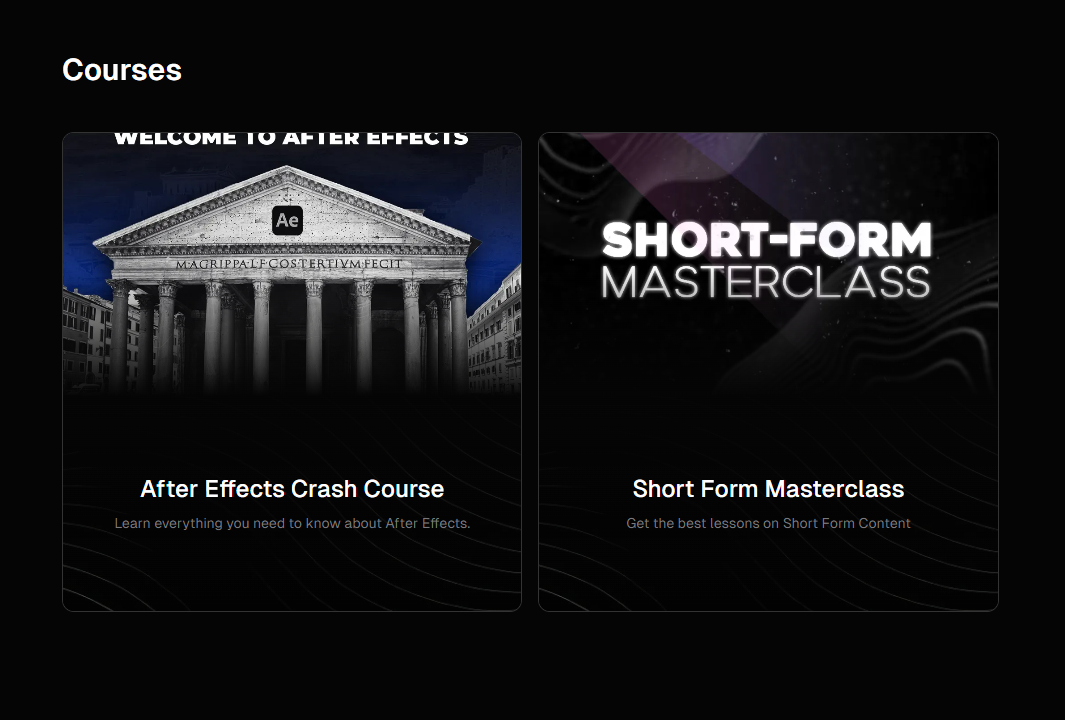 Courses
WELCOME TO AFTER EFFECTS
Ae
M·AGRIPPA·L·F·COS·TERTIVM·FECIT
After Effects Crash Course
Learn everything you need to know about After Effects.
SHORT-FORM
MASTERCLASS
Short Form Masterclass
Get the best lessons on Short Form Content